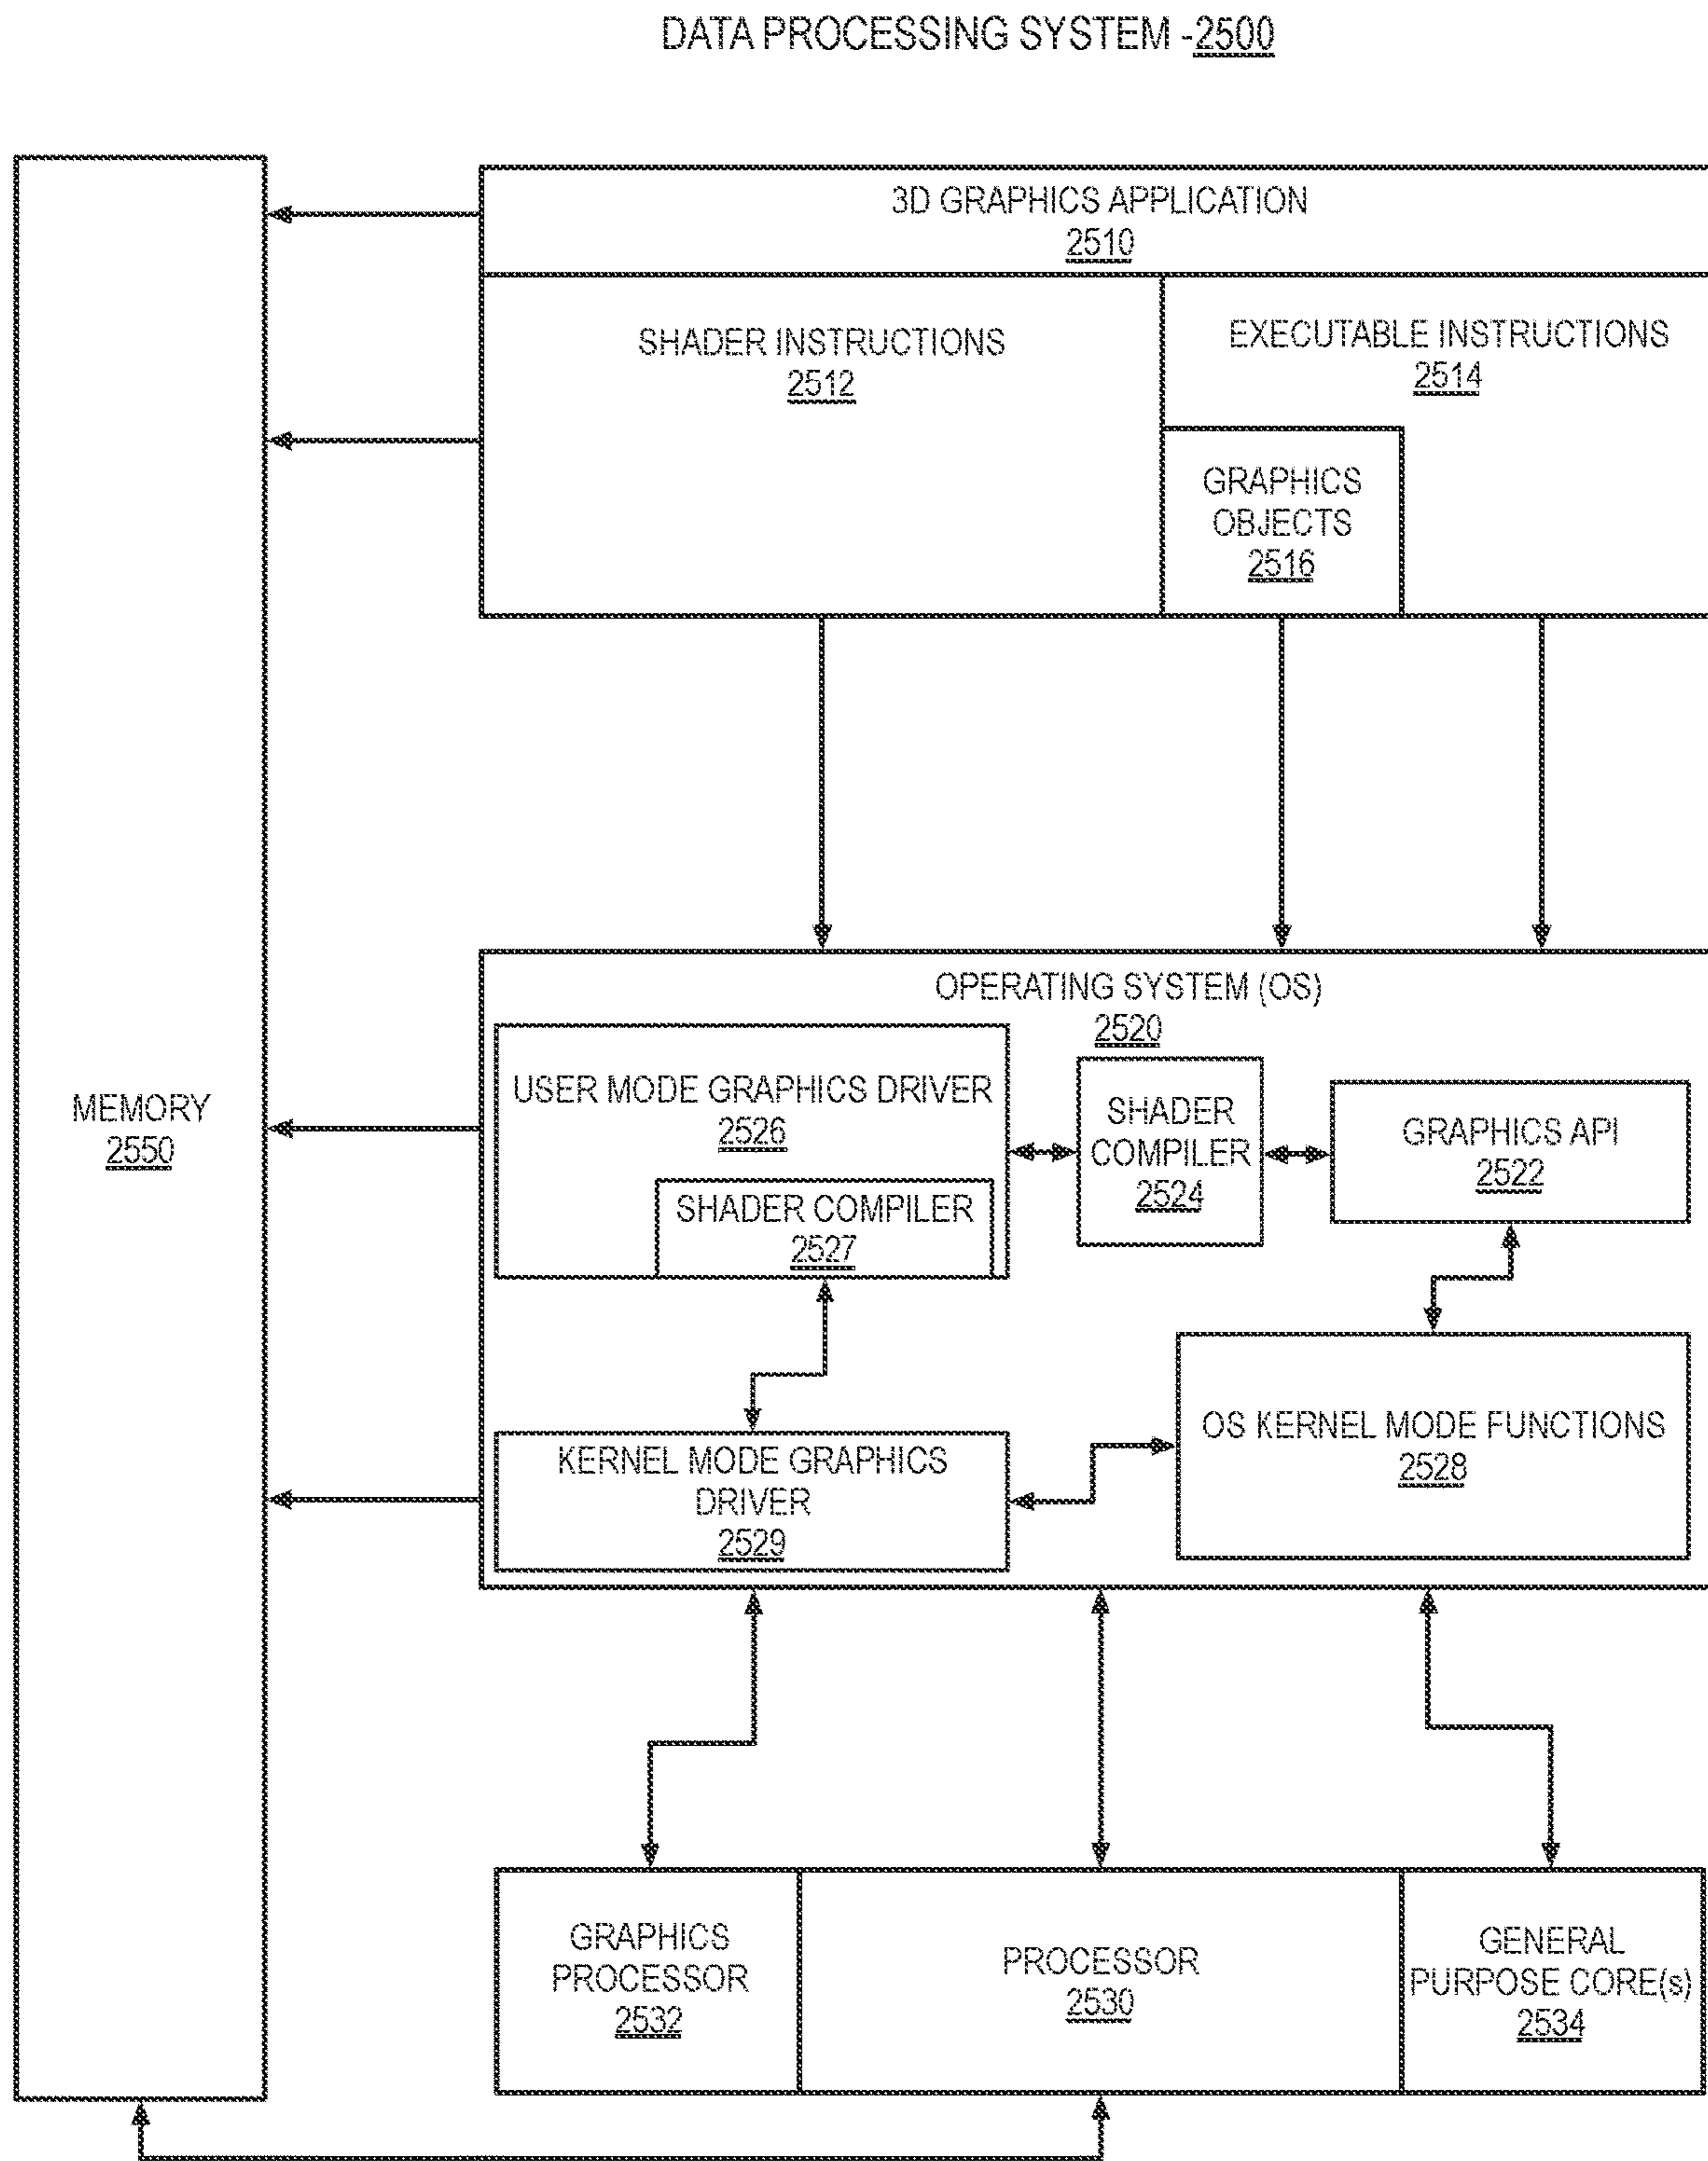 DATA PROCESSING SYSTEM -2500
3D GRAPHICS APPLICATION
2510
SHADER INSTRUCTIONS
2512
EXECUTABLE INSTRUCTIONS
2514
GRAPHICS
OBJECTS
2516
MEMORY
2550
OPERATING SYSTEM (OS)
2520
USER MODE GRAPHICS DRIVER
2526
SHADER COMPILER
2527
SHADER
COMPILER
2524
GRAPHICS API
2522
KERNEL MODE GRAPHICS
DRIVER
2529
OS KERNEL MODE FUNCTIONS
2528
GRAPHICS
PROCESSOR
2532
PROCESSOR
2530
GENERAL
PURPOSE CORE(s)
2534